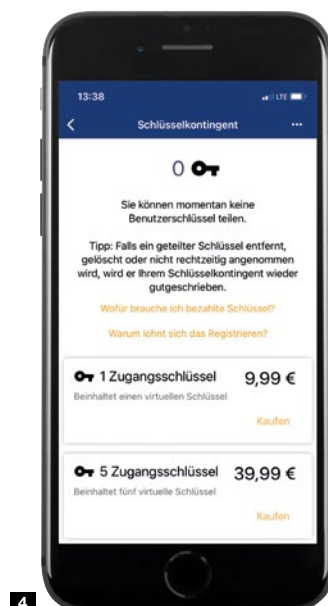 13:38
LTE
Schlüsselkontingent
0
Sie können momentan keine
Benutzerschlüssel teilen.
Tipp: Falls ein geteilter Schlüssel entfernt,
gelöscht oder nicht rechtzeitig angenommen
wird, wird er Ihrem Schlüsselkontingent wieder
gutgeschrieben.
Wofür brauche ich bezahlte Schlüssel?
Warum lohnt sich das Registrieren?
1 Zugangsschlüssel 9,99 €
Beinhaltet einen virtuellen Schlüssel
Kaufen
5 Zugangsschlüssel 39,99 €
Beinhaltet fünf virtuelle Schlüssel
Kaufen
4